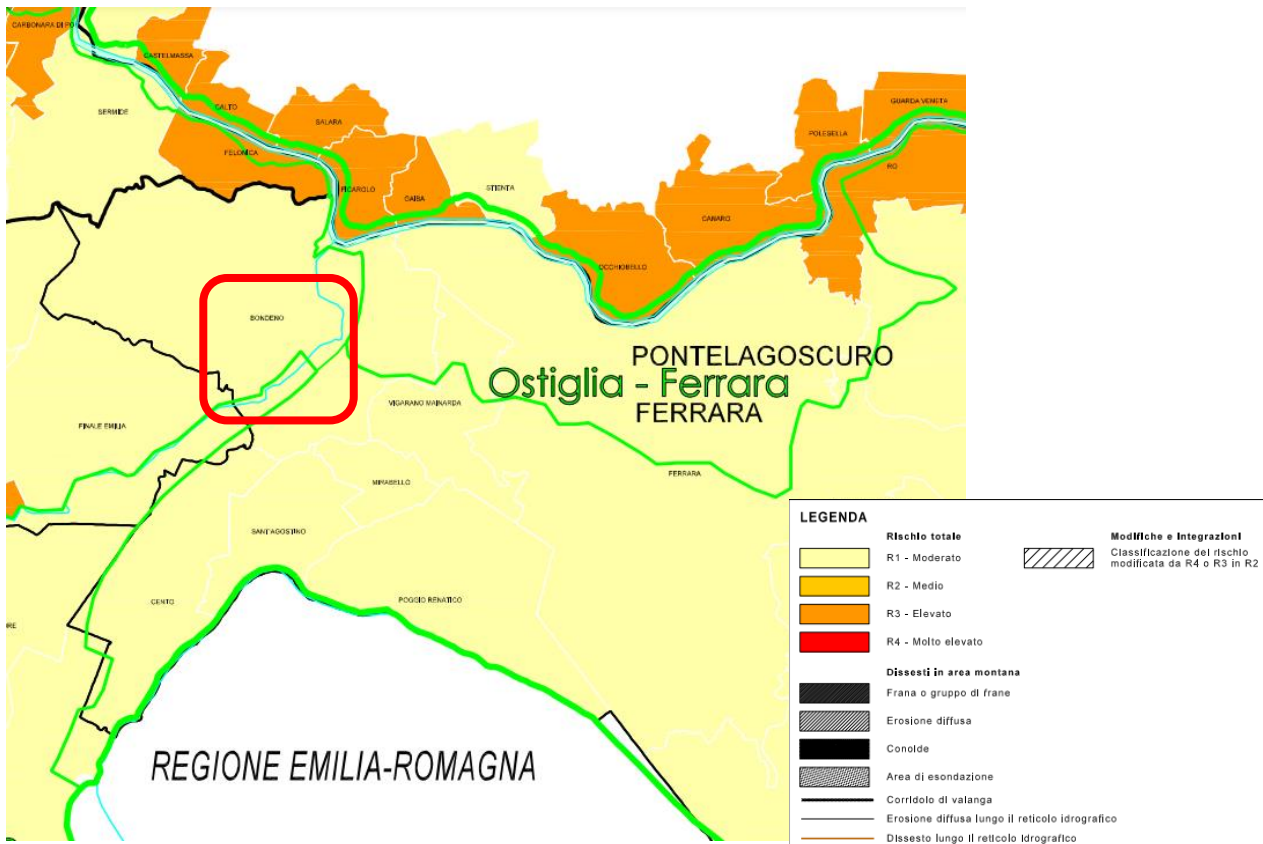 CARBONARA DI PO
CASTELMASSA
SERMIDE
CALTO
SALARA
FELONICA
FICAROLO
GAIBA
STIENTA
GUARDA VENETA
POLESELLA
RO
CANARO
OCCHIOBELLO
BONDENO
PONTELAGOSCURO
Ostiglia - Ferrara
FERRARA
VIGARANO MAINARDA
FINALE EMILIA
FERRARA
MIRABELLO
SANT'AGOSTINO
CENTO
POGGIO RENATICO
RE
REGIONE EMILIA-ROMAGNA
LEGENDA
Rischio totale
R1 - Moderato
R2 - Medio
R3 - Elevato
R4 - Molto elevato
Modifiche e integrazioni
Classificazione del rischio
modificata da R4 o R3 in R2
Dissesti in area montana
Frana o gruppo di frane
Erosione diffusa
Conoide
Area di esondazione
Corridoio di valanga
Erosione diffusa lungo il reticolo idrografico
Dissesto lungo il reticolo idrografico